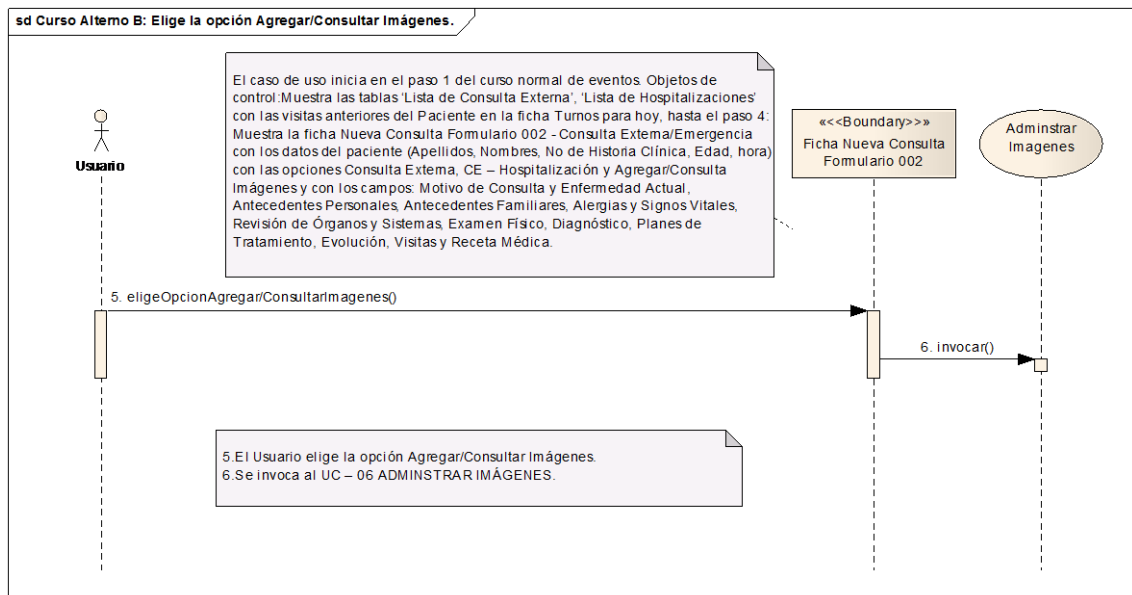 sd Curso Alterno B: Elige la opción Agregar/Consultar Imágenes.
El caso de uso inicia en el paso 1 del curso normal de eventos. Objetos de
control:Muestra las tablas 'Lista de Consulta Externa', 'Lista de Hospitalizaciones'
con las visitas anteriores del Paciente en la ficha Turnos para hoy, hasta el paso 4:
Muestra la ficha Nueva Consulta Formulario 002 - Consulta Externa/Emergencia
con los datos del paciente (Apellidos, Nombres, No de Historia Clínica, Edad, hora)
con las opciones Consulta Externa, CE – Hospitalización y Agregar/Consulta
Imágenes y con los campos: Motivo de Consulta y Enfermedad Actual,
Antecedentes Personales, Antecedentes Familiares, Alergias y Signos Vitales,
Revisión de Órganos y Sistemas, Examen Físico, Diagnóstico, Planes de
Tratamiento, Evolución, Visitas y Receta Médica.
Usuario
«<<Boundary>>»
Ficha Nueva Consulta
Formulario 002
Adminstrar
Imagenes
5. eligeOpcionAgregar/ConsultarImagenes()
6. invocar()
5.El Usuario elige la opción Agregar/Consultar Imágenes.
6.Se invoca al UC – 06 ADMINSTRAR IMÁGENES.